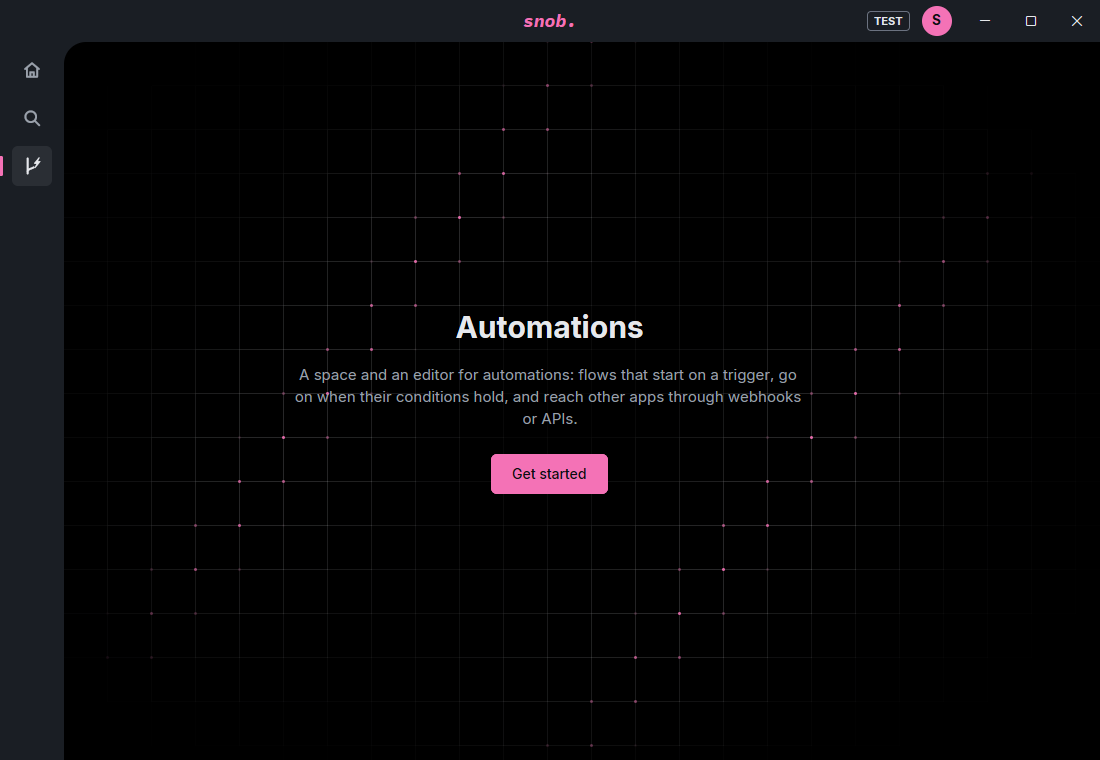 snob.
TEST
S
Automations
A space and an editor for automations: flows that start on a trigger, go
on when their conditions hold, and reach other apps through webhooks
or APIs.
Get started